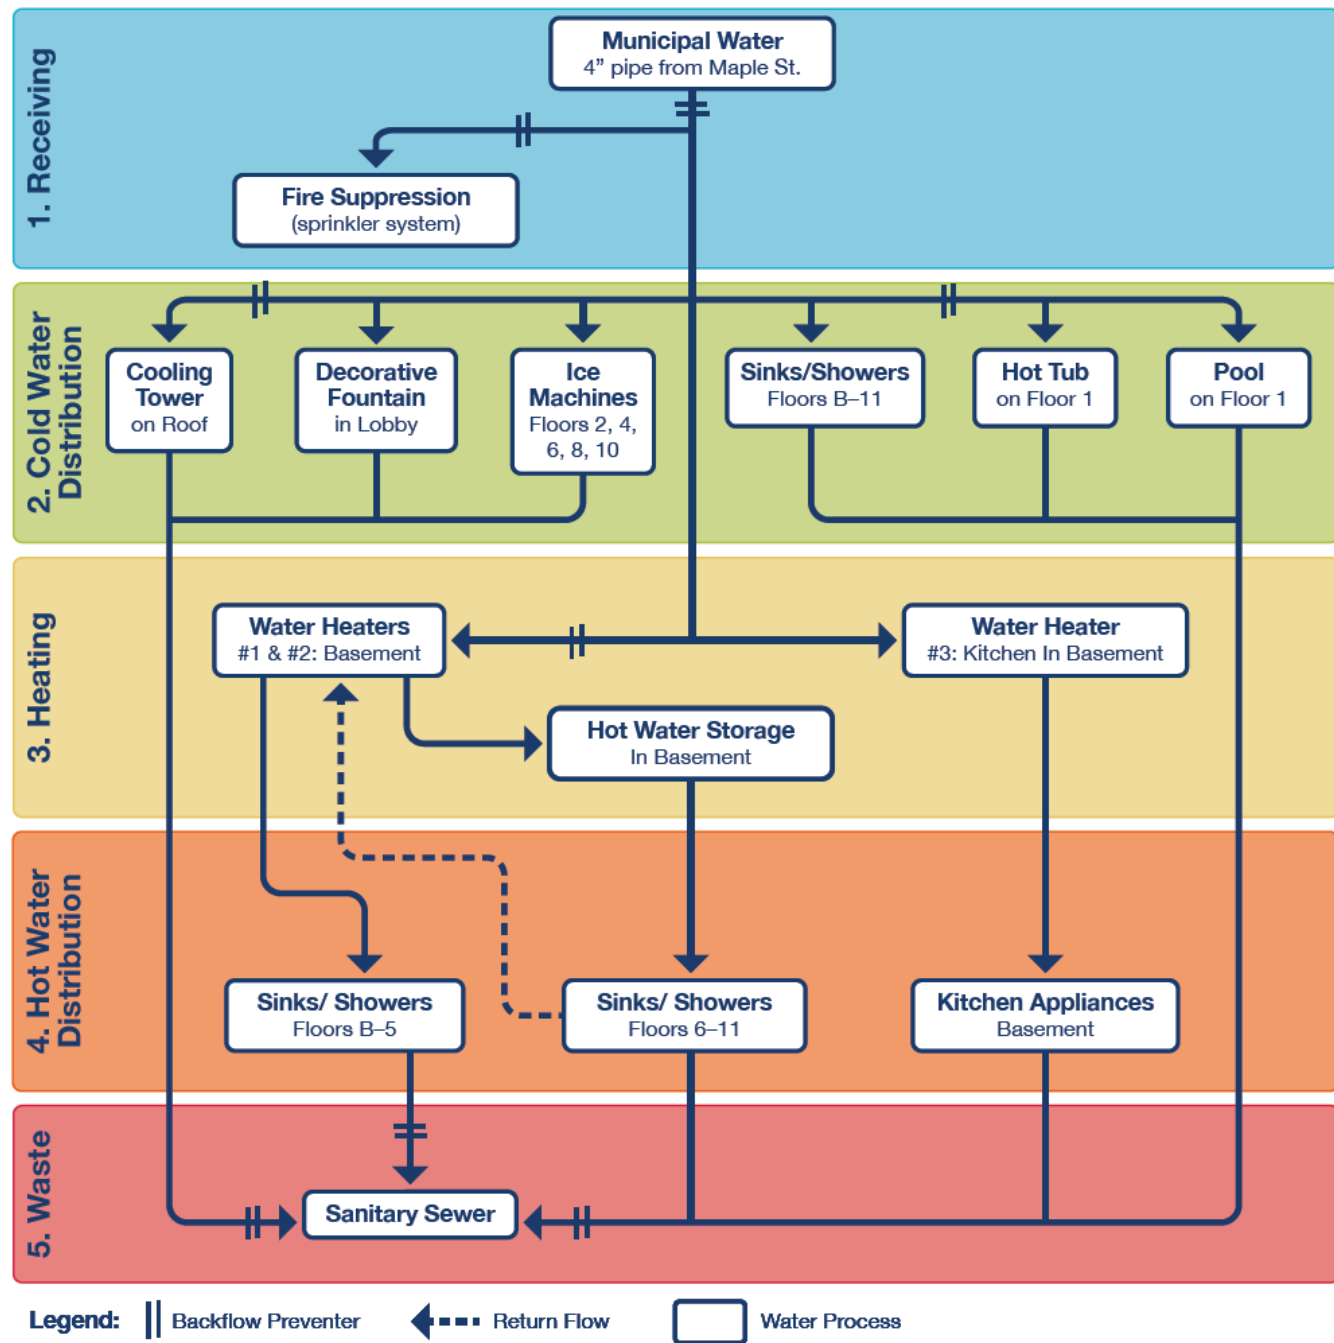 1. Receiving
Municipal Water
4” pipe from Maple St.
Fire Suppression
(sprinkler system)
2. Cold Water
Distribution
Cooling
Tower
on Roof
Decorative
Fountain
in Lobby
Ice
Machines
Floors 2, 4,
6, 8, 10
Sinks/Showers
Floors B–11
Hot Tub
on Floor 1
Pool
on Floor 1
3. Heating
Water Heaters
#1 & #2: Basement
Water Heater
#3: Kitchen In Basement
Hot Water Storage
In Basement
4. Hot Water
Distribution
Sinks/ Showers
Floors B–5
Sinks/ Showers
Floors 6–11
Kitchen Appliances
Basement
5. Waste
Sanitary Sewer
Legend:
Backflow Preventer
Return Flow
Water Process